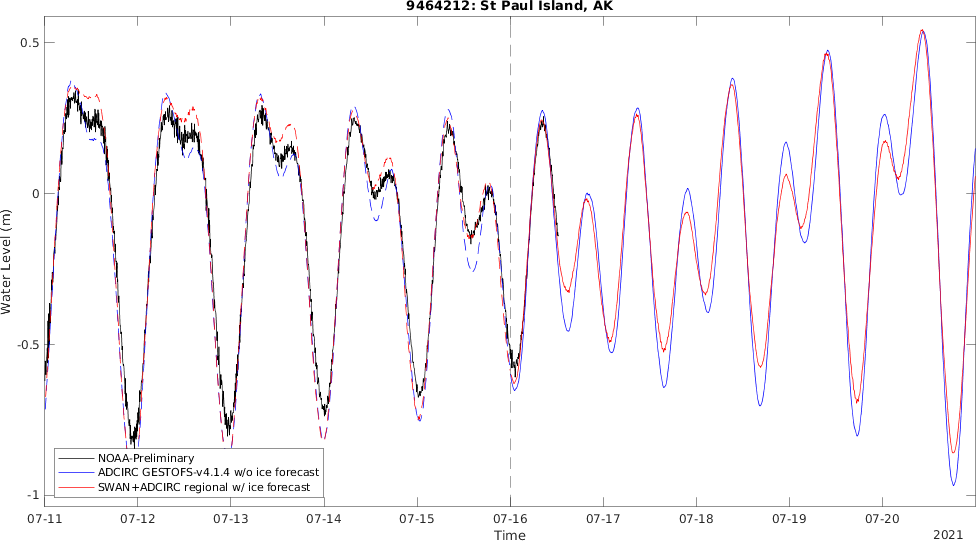 9464212: St Paul Island, AK
Water Level (m)
0.5
0
-0.5
-1
NOAA-Preliminary
ADCIRC GESTOFS-v4.1.4 w/o ice forecast
SWAN+ADCIRC regional w/ ice forecast
07-11 07-12 07-13 07-14 07-15 07-16 07-17 07-18 07-19 07-20
Time
2021